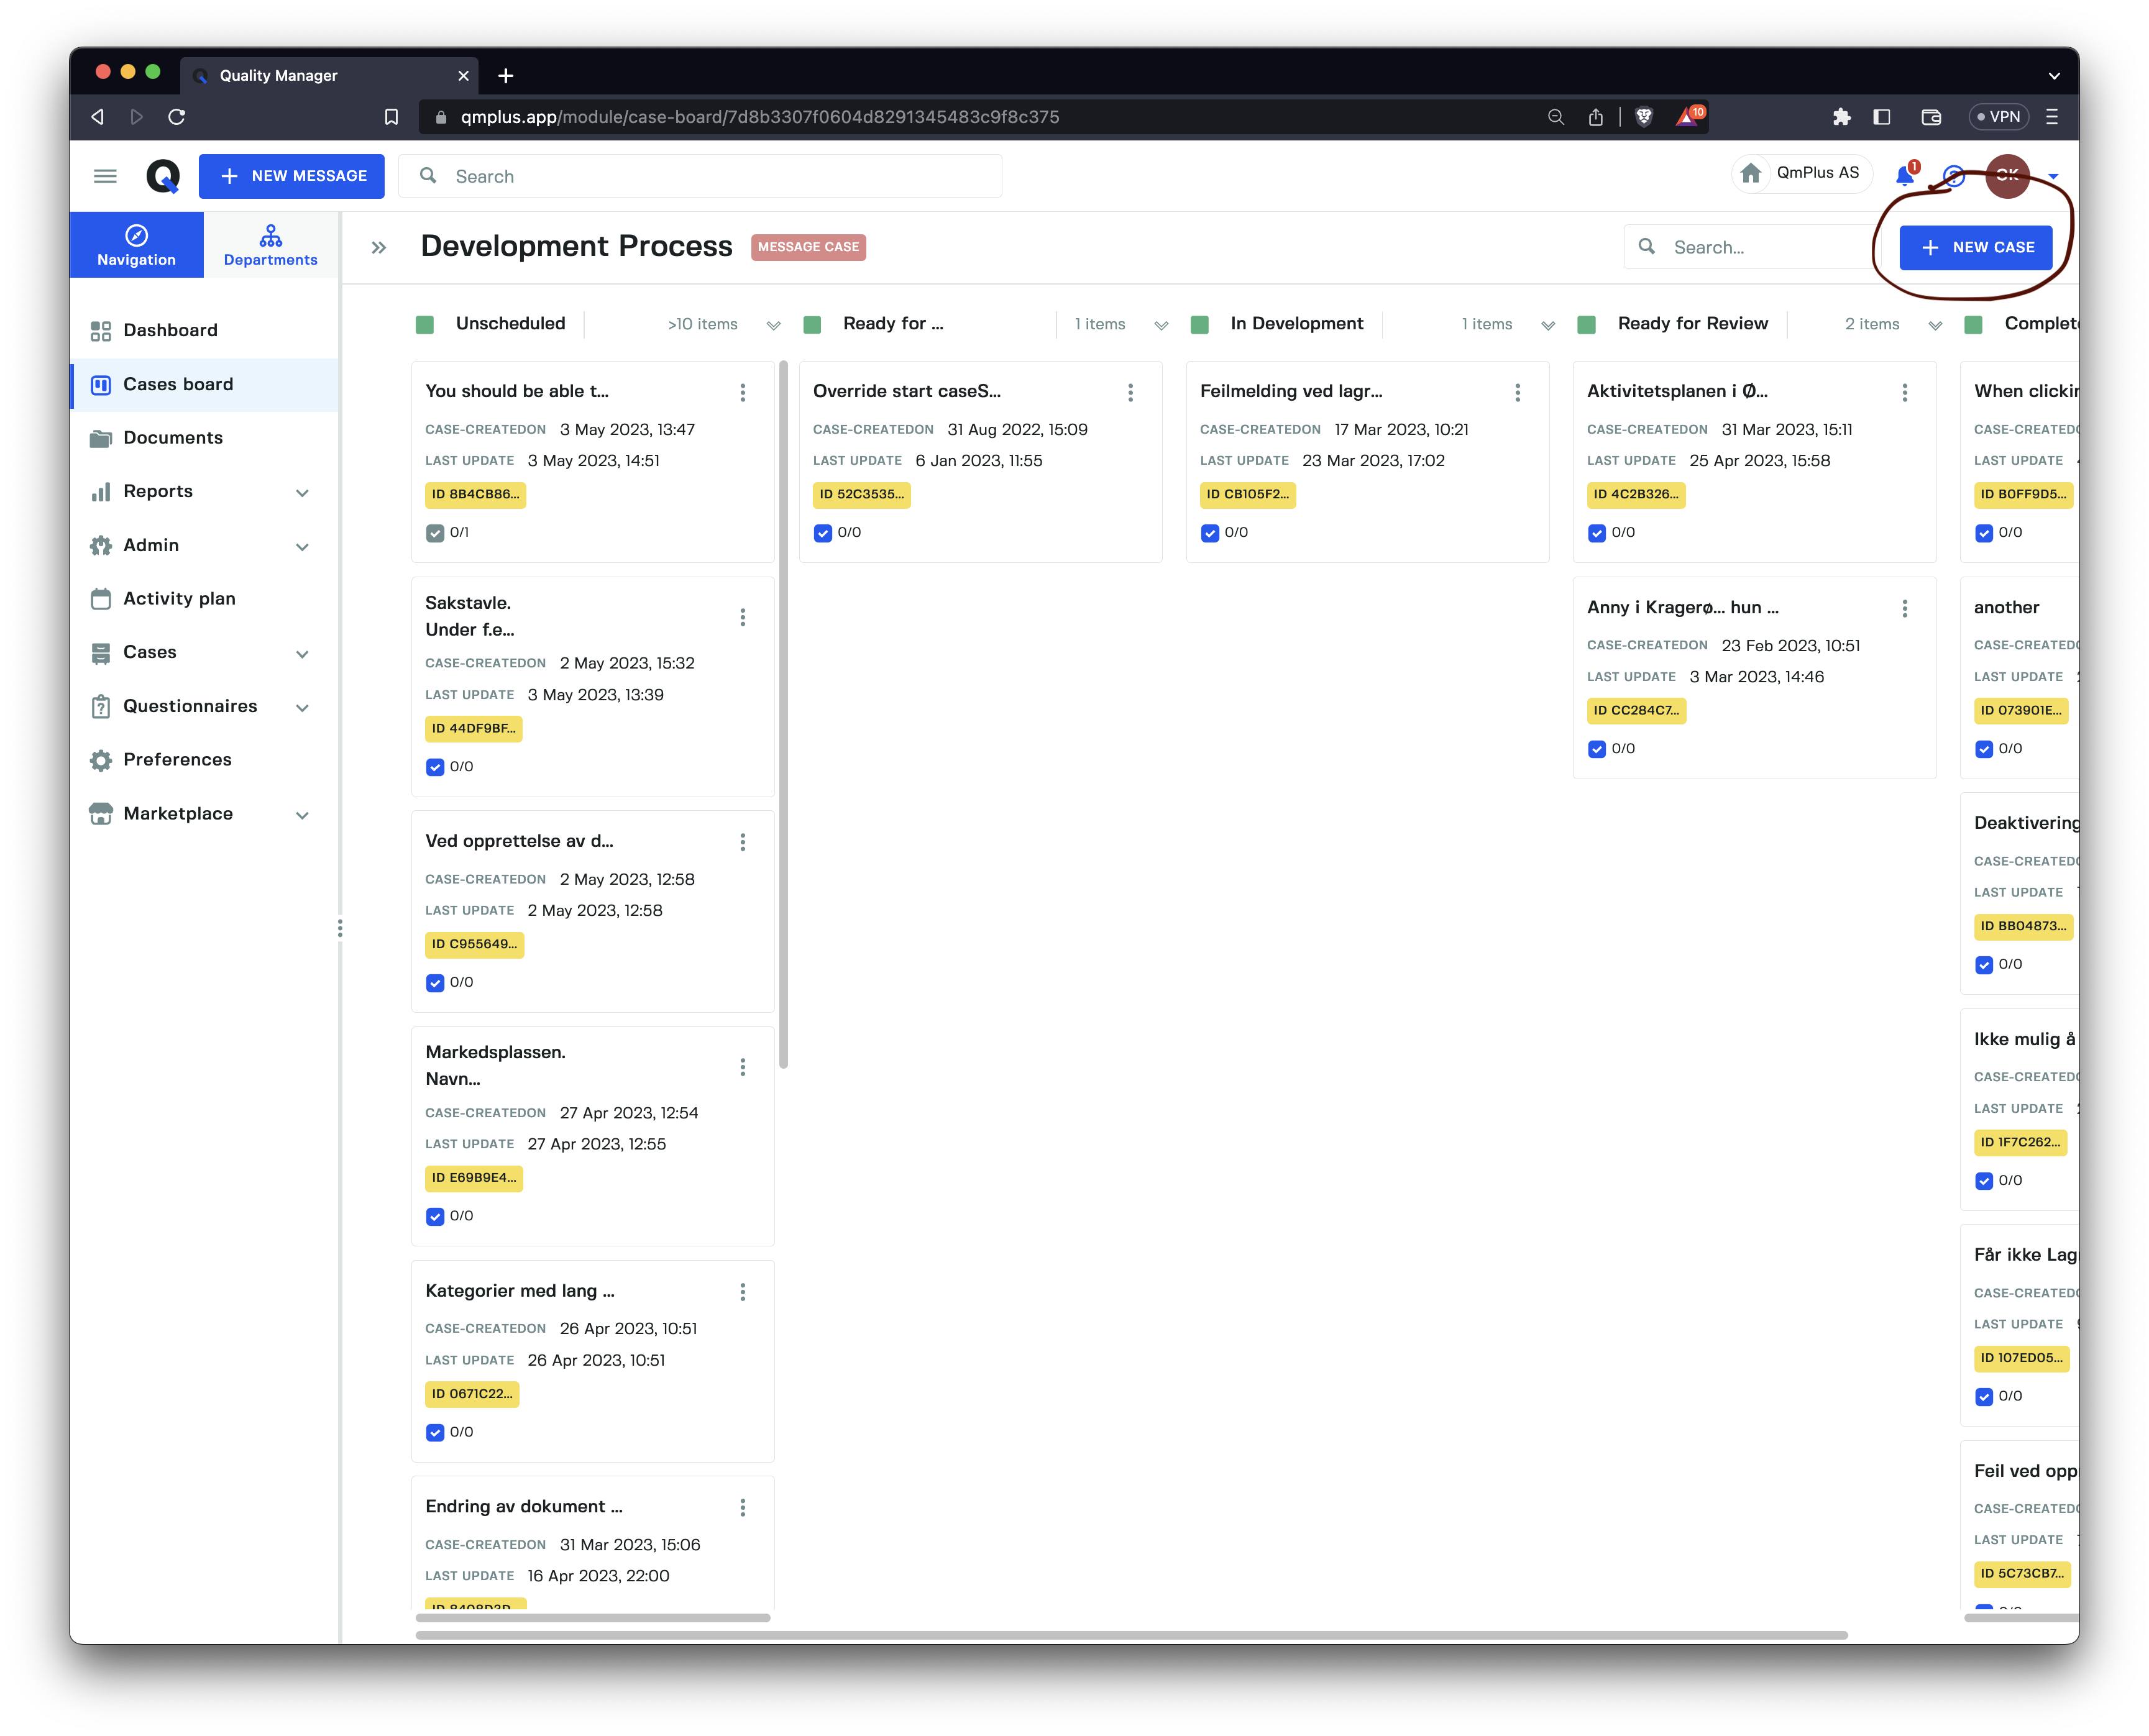 Quality Manager
qmplus.app/module/case-board/7d8b3307f0604d8291345483c9f8c375
10
VPN
NEW MESSAGE
Search
QmPlus AS
1
Navigation
Departments
Development Process
MESSAGE CASE
Search...
NEW CASE
Dashboard
Cases board
Documents
Reports
Admin
Activity plan
Cases
Questionnaires
Preferences
Marketplace
Unscheduled
>10 items
You should be able t...
CASE-CREATEDON 3 May 2023, 13:47
LAST UPDATE 3 May 2023, 14:51
ID 8B4CB86...
0/1
Sakstavle.
Under f.e...
CASE-CREATEDON 2 May 2023, 15:32
LAST UPDATE 3 May 2023, 13:39
ID 44DF9BF...
0/0
Ved opprettelse av d...
CASE-CREATEDON 2 May 2023, 12:58
LAST UPDATE 2 May 2023, 12:58
ID C955649...
0/0
Markedsplassen.
Navn...
CASE-CREATEDON 27 Apr 2023, 12:54
LAST UPDATE 27 Apr 2023, 12:55
ID E69B9E4...
0/0
Kategorier med lang ...
CASE-CREATEDON 26 Apr 2023, 10:51
LAST UPDATE 26 Apr 2023, 10:51
ID 0671C22...
0/0
Endring av dokument ...
CASE-CREATEDON 31 Mar 2023, 15:06
LAST UPDATE 16 Apr 2023, 22:00
Ready for ...
1 items
Override start caseS...
CASE-CREATEDON 31 Aug 2022, 15:09
LAST UPDATE 6 Jan 2023, 11:55
ID 52C3535...
0/0
In Development
1 items
Feilmelding ved lagr...
CASE-CREATEDON 17 Mar 2023, 10:21
LAST UPDATE 23 Mar 2023, 17:02
ID CB105F2...
0/0
Ready for Review
2 items
Aktivitetsplanen i Ø...
CASE-CREATEDON 31 Mar 2023, 15:11
LAST UPDATE 25 Apr 2023, 15:58
ID 4C2B326...
0/0
Anny i Kragerø... hun ...
CASE-CREATEDON 23 Feb 2023, 10:51
LAST UPDATE 3 Mar 2023, 14:46
ID CC284C7...
0/0
Complet
When clickin
CASE-CREATED
LAST UPDATE
ID B0FF9D5...
0/0
another
CASE-CREATED
LAST UPDATE
ID 073901E...
0/0
Deaktivering
CASE-CREATED
LAST UPDATE
ID BB04873...
0/0
Ikke mulig å
CASE-CREATED
LAST UPDATE
ID 1F7C262...
0/0
Får ikke Lag
CASE-CREATED
LAST UPDATE
ID 107ED05...
0/0
Feil ved opp
CASE-CREATED
LAST UPDATE
ID 5C73CB7...